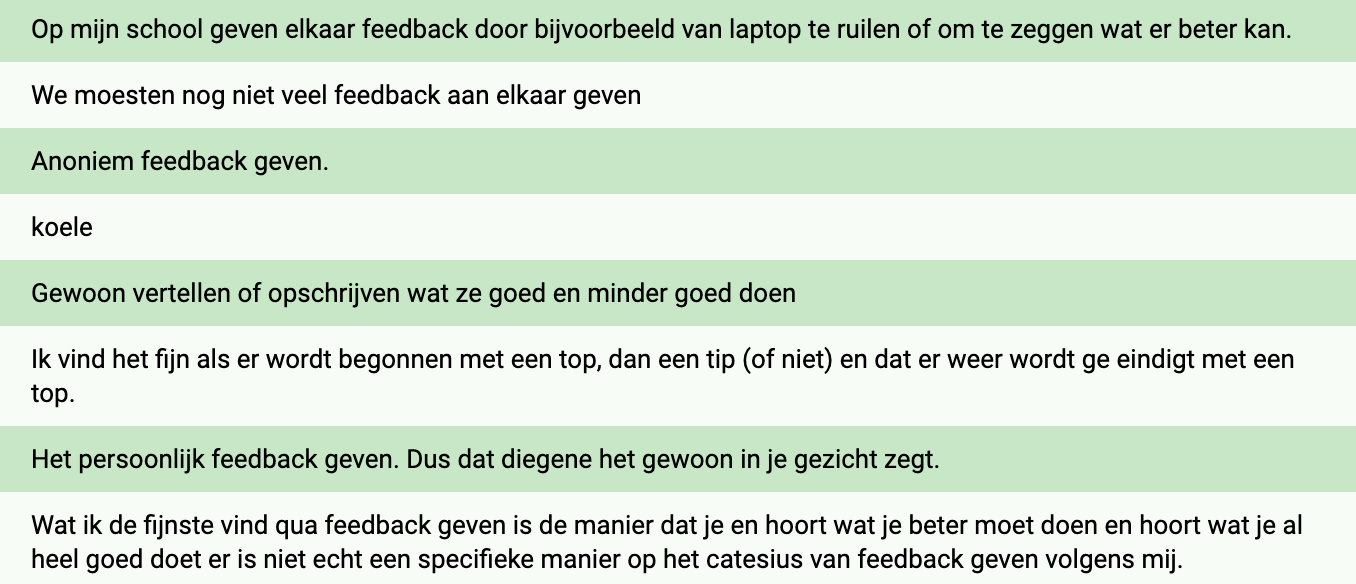 Op mijn school geven elkaar feedback door bijvoorbeeld van laptop te ruilen of om te zeggen wat er beter kan.
We moesten nog niet veel feedback aan elkaar geven
Anoniem feedback geven.
koele
Gewoon vertellen of opschrijven wat ze goed en minder goed doen
Ik vind het fijn als er wordt begonnen met een top, dan een tip (of niet) en dat er weer wordt ge eindigt met een
top.
Het persoonlijk feedback geven. Dus dat diegene het gewoon in je gezicht zegt.
Wat ik de fijnste vind qua feedback geven is de manier dat je en hoort wat je beter moet doen en hoort wat je al
heel goed doet er is niet echt een specifieke manier op het catesius van feedback geven volgens mij.